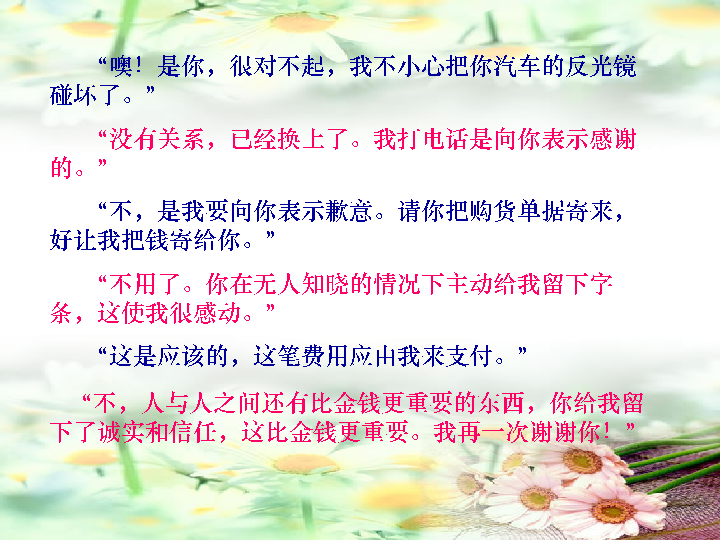 “噢！是你，很对不起，我不小心把你汽车的反光镜
碰坏了。”
“没有关系，已经换上了。我打电话是向你表示感谢
的。”
“不，是我要向你表示歉意。请你把购货单据寄来，
好让我把钱寄给你。”
“不用了。你在无人知晓的情况下主动给我留下字
条，这使我很感动。”
“这是应该的，这笔费用应由我来支付。”
“不，人与人之间还有比金钱更重要的东西，你给我留
下了诚实和信任，这比金钱更重要。我再一次谢谢你！”